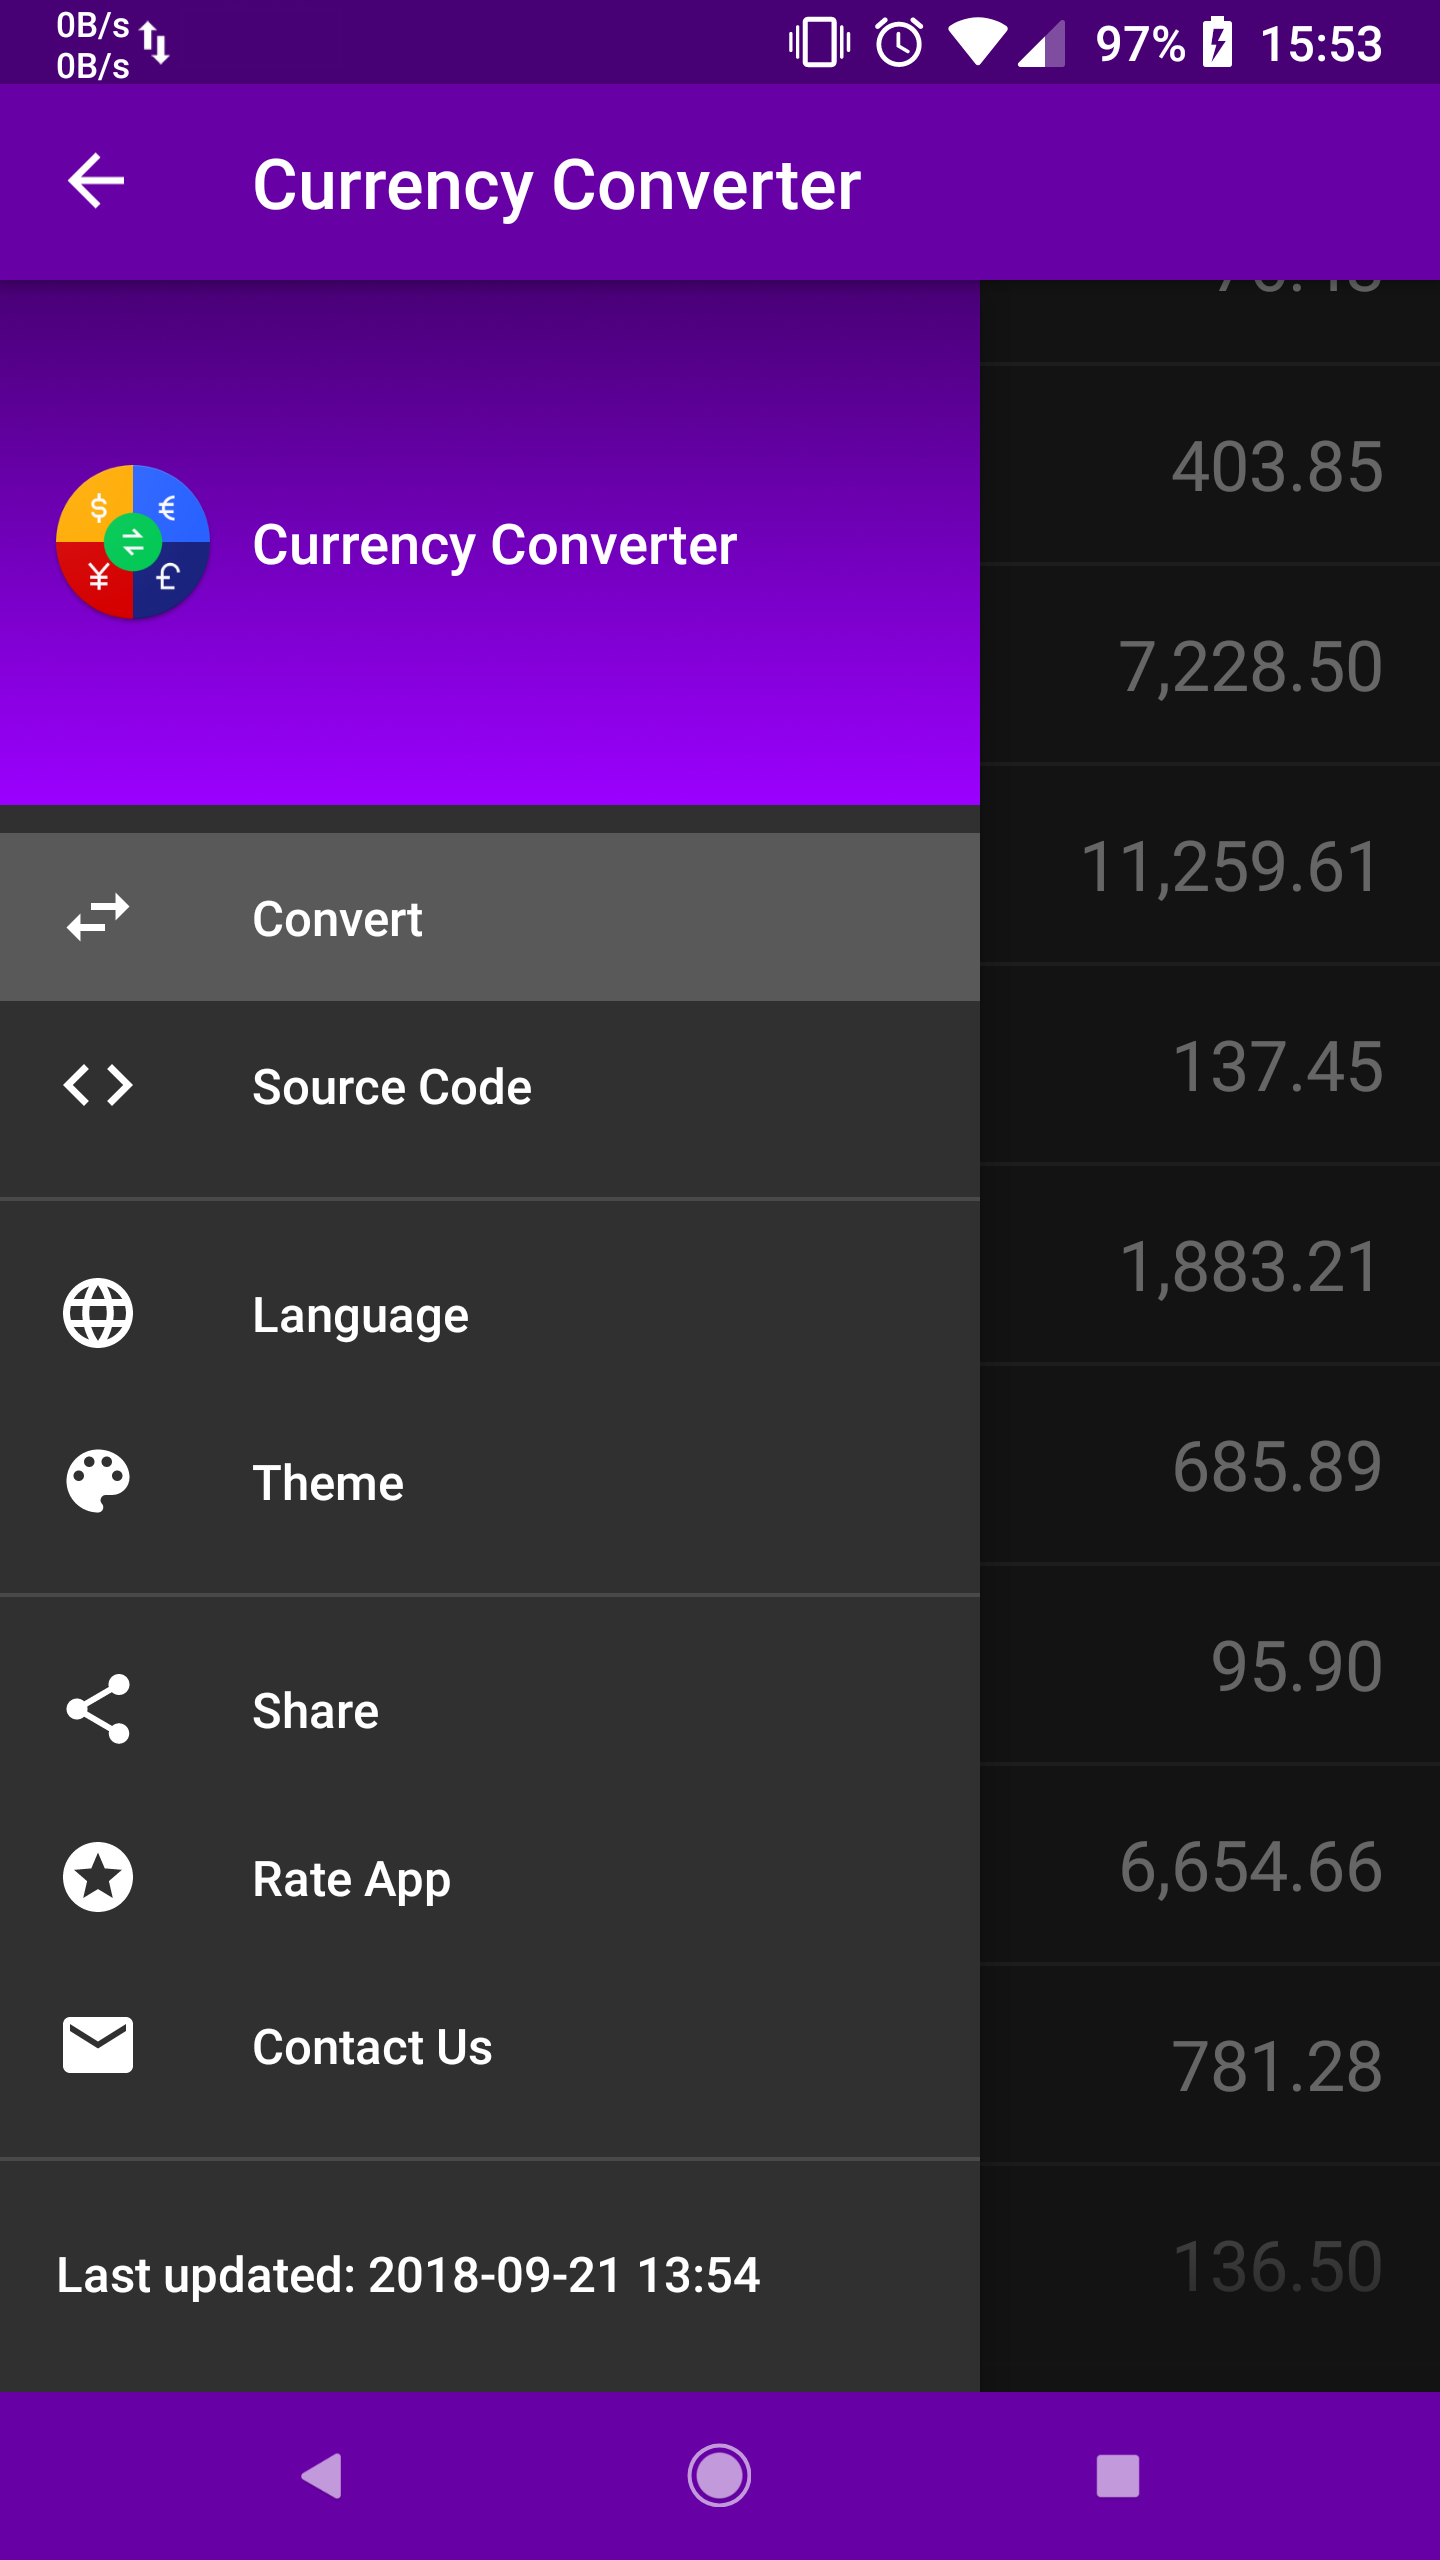 0B/s
0B/s
97% 15:53
Currency Converter
$ €
¥ £
Currency Converter
403.85
7,228.50
Convert
11,259.61
Source Code
137.45
Language
1,883.21
Theme
685.89
Share
95.90
Rate App
6,654.66
Contact Us
781.28
Last updated: 2018-09-21 13:54
136.50